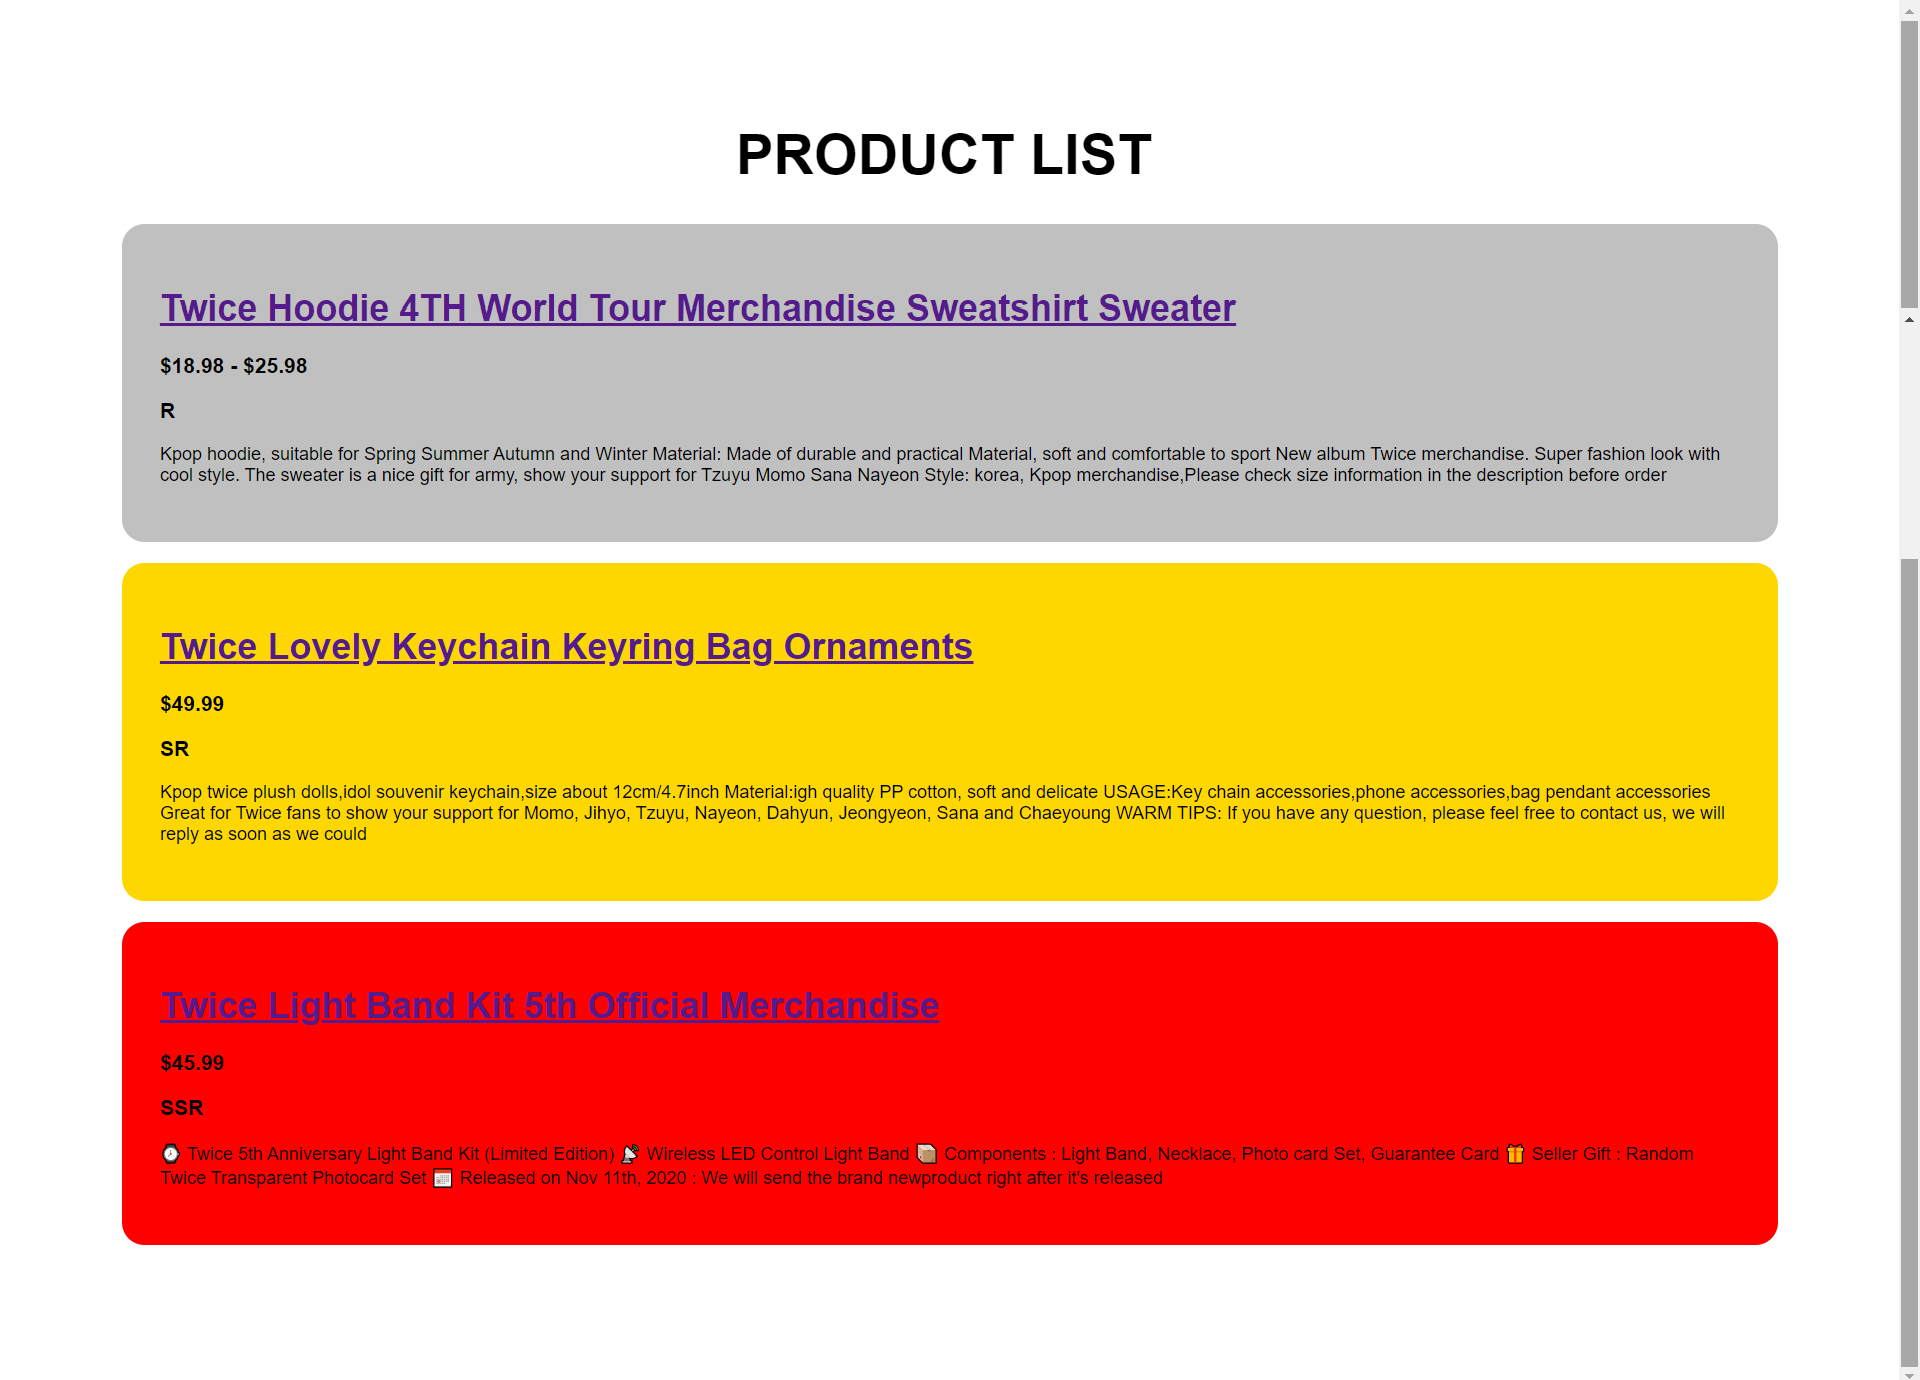 PRODUCT LIST
Twice Hoodie 4TH World Tour Merchandise Sweatshirt Sweater
$18.98 - $25.98
R
Kpop hoodie, suitable for Spring Summer Autumn and Winter Material: Made of durable and practical Material, soft and comfortable to sport New album Twice merchandise. Super fashion look with
cool style. The sweater is a nice gift for army, show your support for Tzuyu Momo Sana Nayeon Style: korea, Kpop merchandise,Please check size information in the description before order
Twice Lovely Keychain Keyring Bag Ornaments
$49.99
SR
Kpop twice plush dolls,idol souvenir keychain,size about 12cm/4.7inch Material:igh quality PP cotton, soft and delicate USAGE:Key chain accessories,phone accessories,bag pendant accessories
Great for Twice fans to show your support for Momo, Jihyo, Tzuyu, Nayeon, Dahyun, Jeongyeon, Sana and Chaeyoung WARM TIPS: If you have any question, please feel free to contact us, we will
reply as soon as we could
Twice Light Band Kit 5th Official Merchandise
$45.99
SSR
⌚ Twice 5th Anniversary Light Band Kit (Limited Edition) 📡 Wireless LED Control Light Band 📦 Components : Light Band, Necklace, Photo card Set, Guarantee Card 🎁 Seller Gift : Random
Twice Transparent Photocard Set 📅 Released on Nov 11th, 2020 : We will send the brand newproduct right after it's released